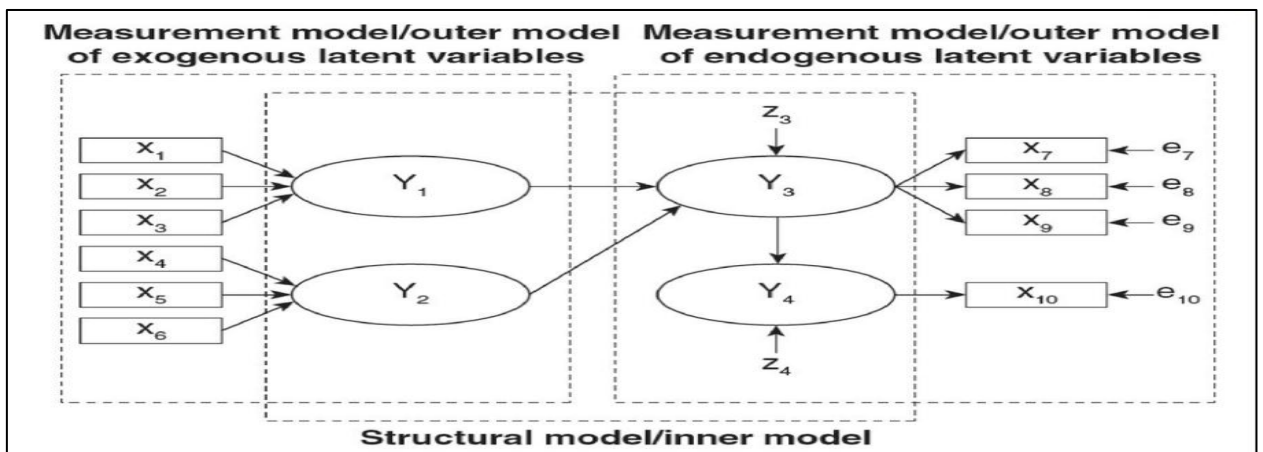 Measurement model/outer model
of exogenous latent variables
Measurement model/outer model
of endogenous latent variables
z₃
x₁
x₂
x₃
x₄
x₅
x₆
Y₁
Y₂
Y₃
Y₄
z₄
x₇
x₈
x₉
x₁₀
e₇
e₈
e₉
e₁₀
Structural model/inner model